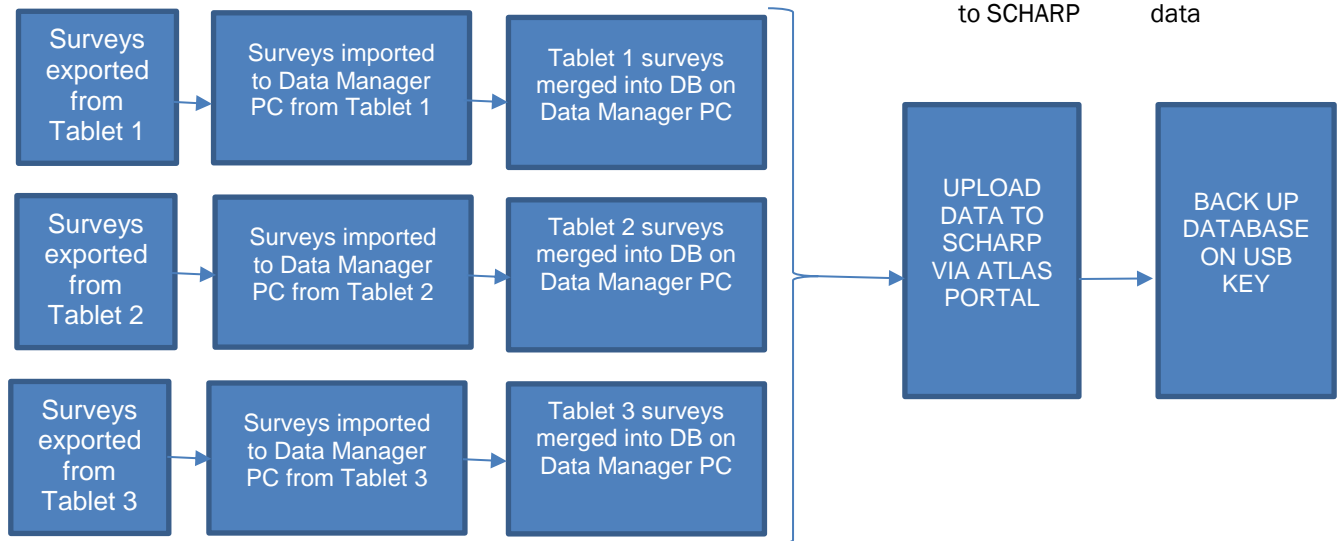 to SCHARP data
Surveys
exported
from
Tablet 1
Surveys imported
to Data Manager
PC from Tablet 1
Tablet 1 surveys
merged into DB on
Data Manager PC
Surveys
exported
from
Tablet 2
Surveys imported
to Data Manager
PC from Tablet 2
Tablet 2 surveys
merged into DB on
Data Manager PC
Surveys
exported
from
Tablet 3
Surveys imported
to Data Manager
PC from Tablet 3
Tablet 3 surveys
merged into DB on
Data Manager PC
UPLOAD
DATA TO
SCHARP
VIA ATLAS
PORTAL
BACK UP
DATABASE
ON USB
KEY